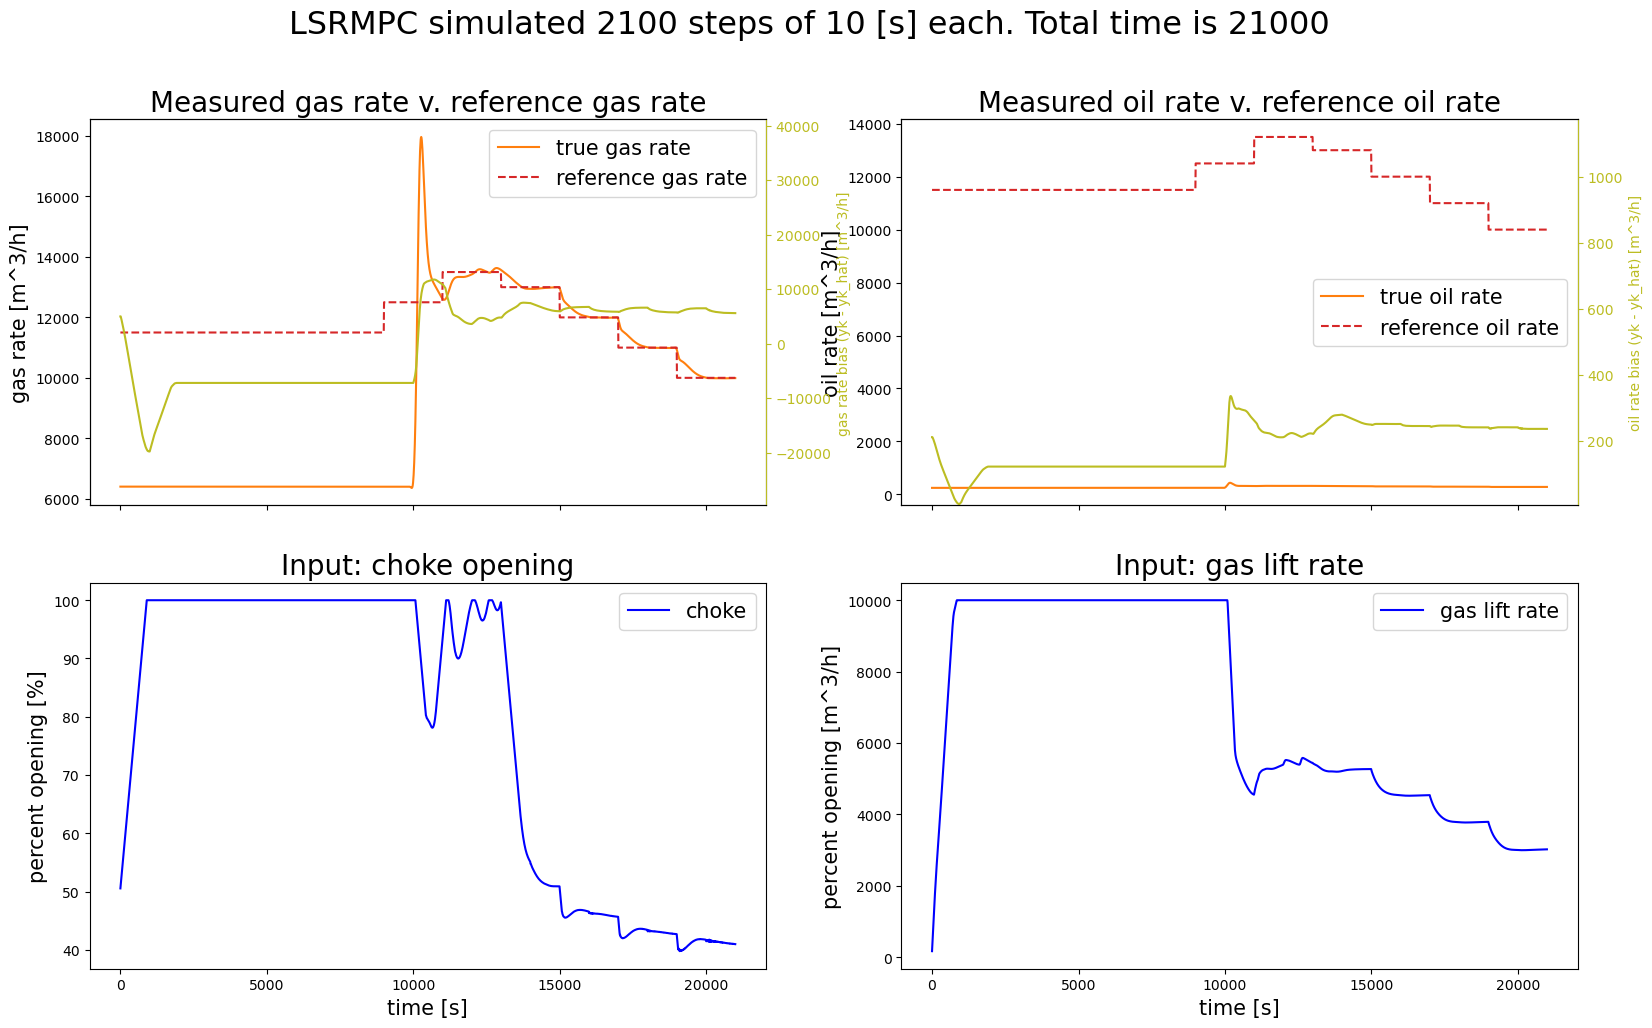 LSRMPC simulated 2100 steps of 10 [s] each. Total time is 21000
Measured gas rate v. reference gas rate
gas rate [m^3/h]
18000
16000
14000
12000
10000
8000
6000
true gas rate
reference gas rate
40000
30000
20000
10000
0
−10000
−20000
gas rate bias (yk - yk_hat) [m^3/h]
Measured oil rate v. reference oil rate
oil rate [m^3/h]
14000
12000
10000
8000
6000
4000
2000
0
true oil rate
reference oil rate
1000
800
600
400
200
oil rate bias (yk - yk_hat) [m^3/h]
Input: choke opening
percent opening [%]
100
90
80
70
60
50
40
choke
0 5000 10000 15000 20000
time [s]
Input: gas lift rate
percent opening [m^3/h]
10000
8000
6000
4000
2000
0
gas lift rate
0 5000 10000 15000 20000
time [s]